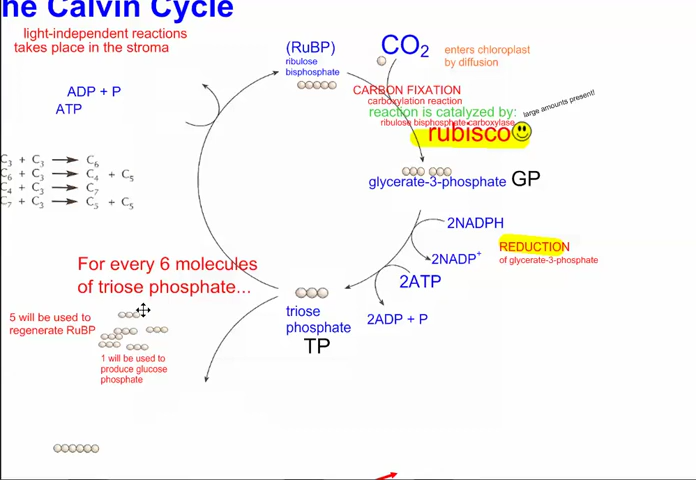 he Calvin Cycle
light-independent reactions
takes place in the stroma
ADP + P
ATP
(RuBP)
ribulose
bisphosphate
CO₂
enters chloroplast
by diffusion
CARBON FIXATION
carboxylation reaction
reaction is catalyzed by:
large amounts present!
ribulose bisphosphate carboxylase
rubisco
C₃ + C₃ → C₆
C₆ + C₃ → C₄ + C₅
C₄ + C₃ → C₇
C₇ + C₃ → C₅ + C₅
glycerate-3-phosphate GP
2NADPH
2NADP⁺
REDUCTION
of glycerate-3-phosphate
2ATP
2ADP + P
For every 6 molecules
of triose phosphate...
triose
phosphate
TP
5 will be used to
regenerate RuBP
1 will be used to
produce glucose
phosphate